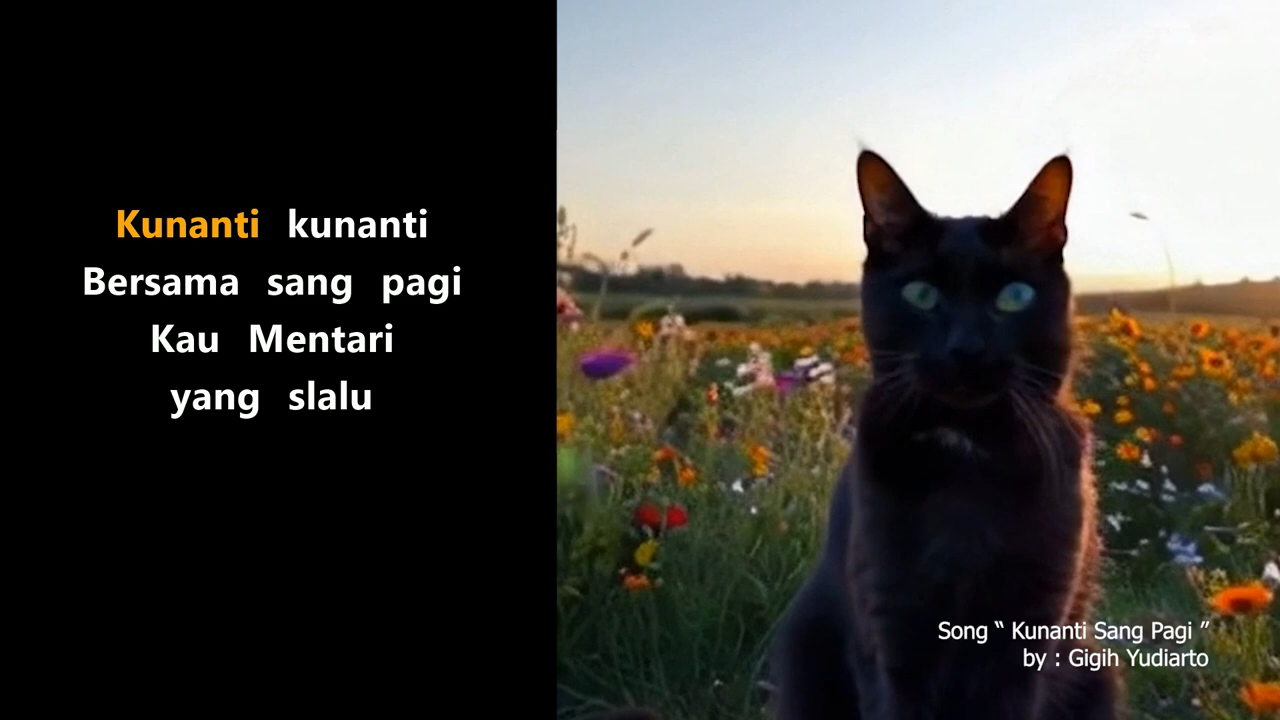 Kunanti kunanti
Bersama sang pagi
Kau Mentari
yang slalu
Song “ Kunanti Sang Pagi ”
by : Gigih Yudiarto